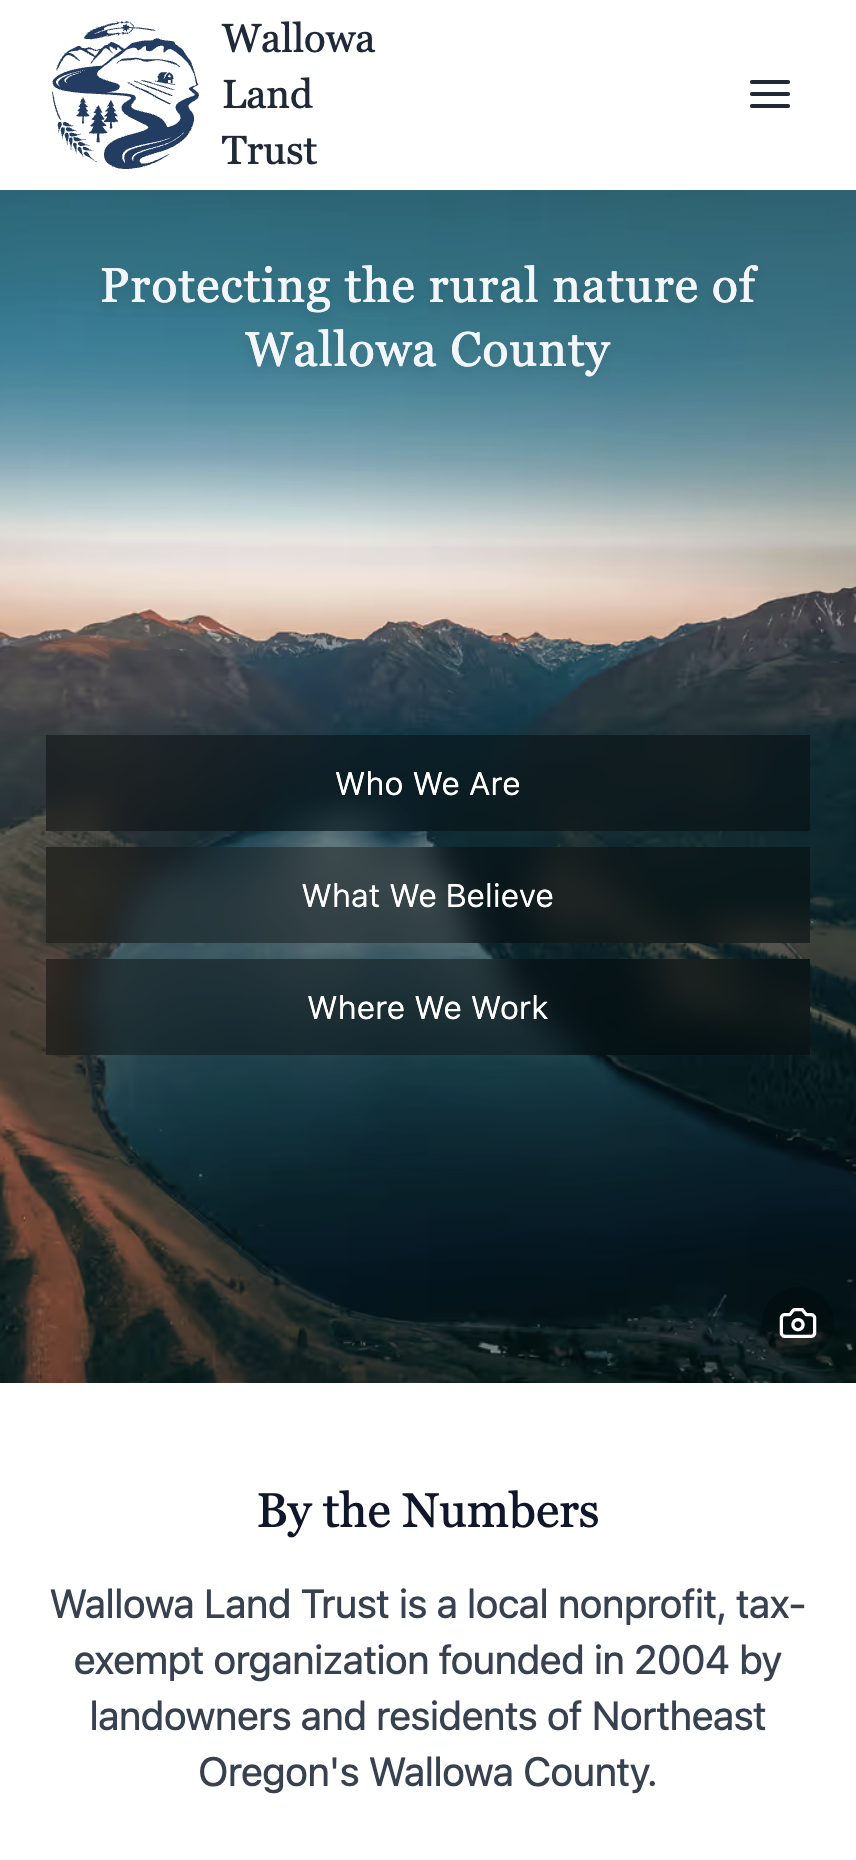 Wallowa
Land
Trust
Protecting the rural nature of
Wallowa County
Who We Are
What We Believe
Where We Work
By the Numbers
Wallowa Land Trust is a local nonprofit, tax-
exempt organization founded in 2004 by
landowners and residents of Northeast
Oregon's Wallowa County.